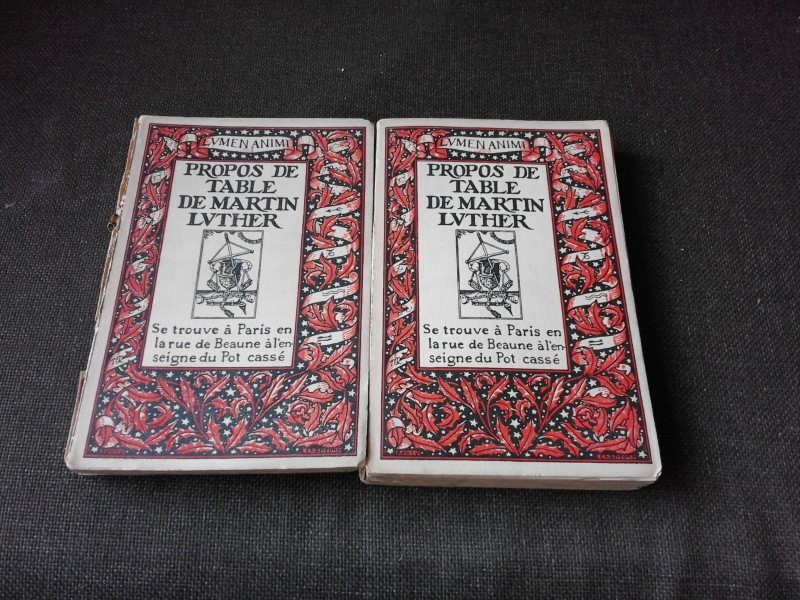 LVMEN ANIMI
PROPOS DE
TABLE
DE MARTIN
LVTHER
Se trouve à Paris en
la rue de Beaune à l'en-
seigne du Pot cassé
LVMEN ANIMI
PROPOS DE
TABLE
DE MARTIN
LVTHER
Se trouve à Paris en
la rue de Beaune à l'en-
seigne du Pot cassé